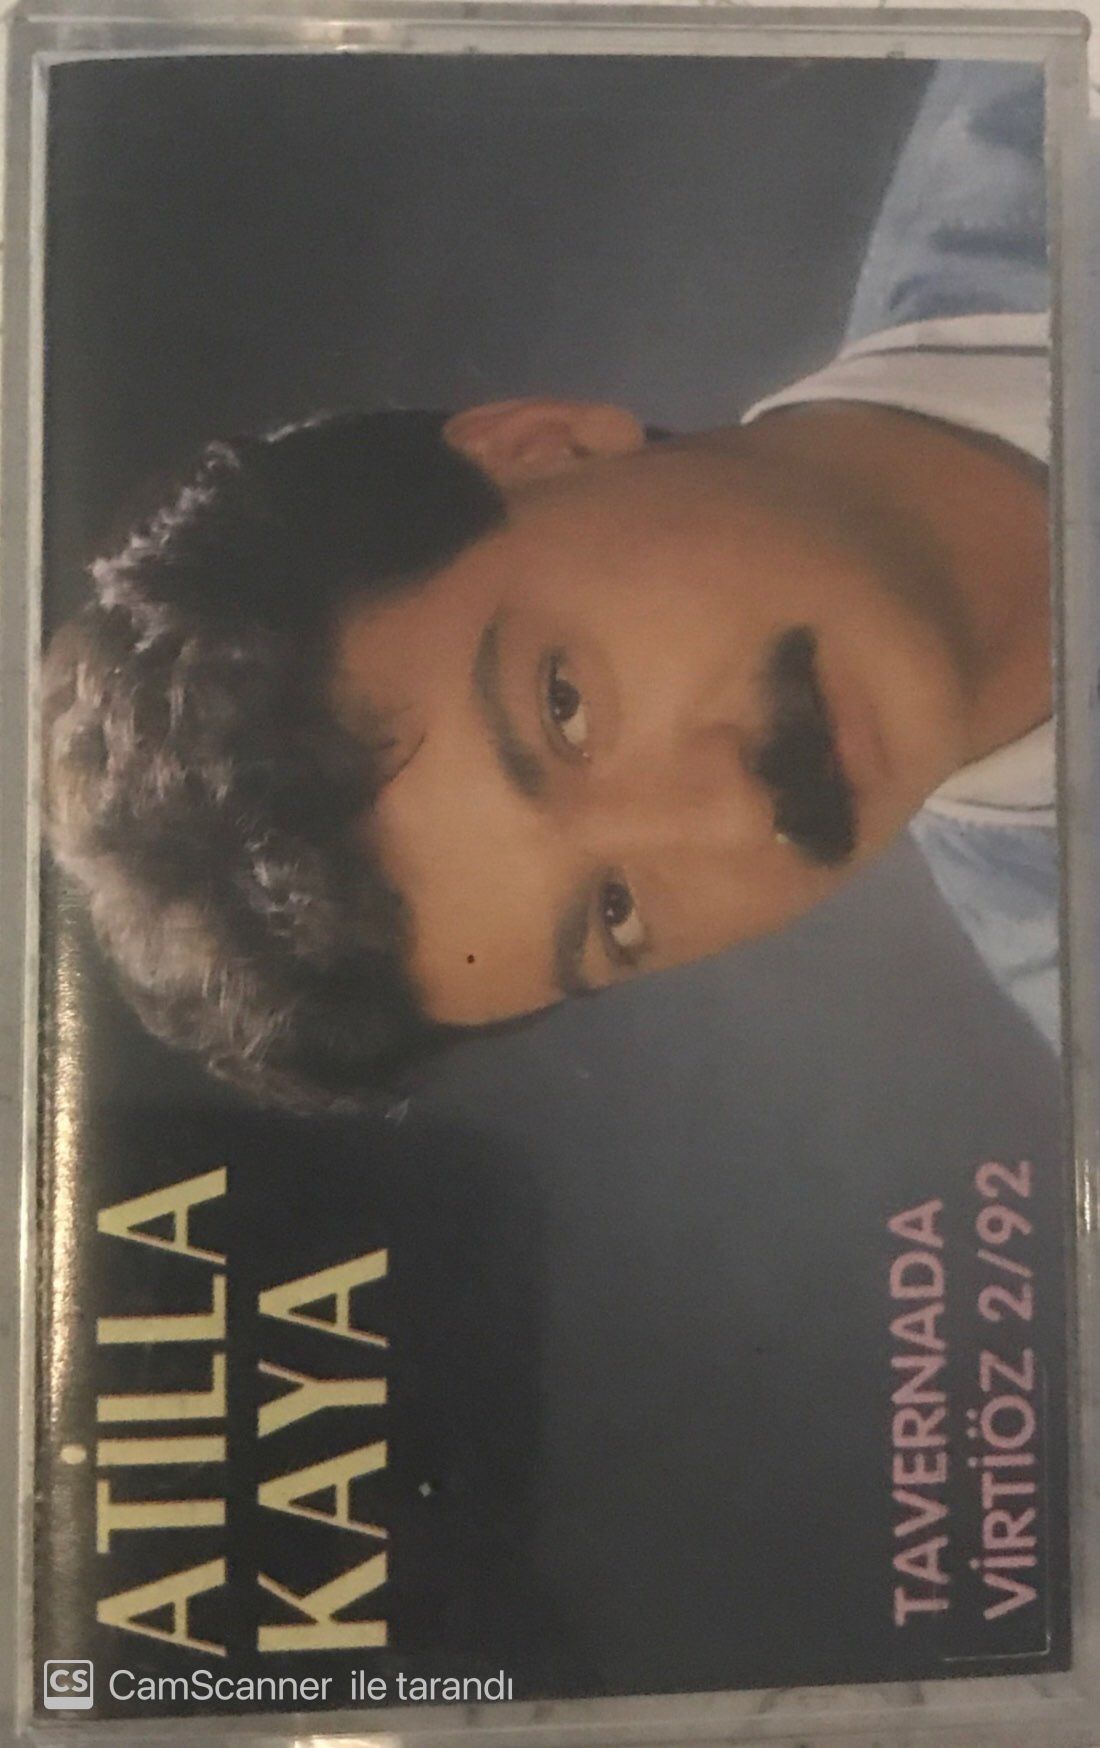 ATİLLA
KAYA
TAVERNADA
VİRTİÖZ 2/92
CS CamScanner ile tarandı